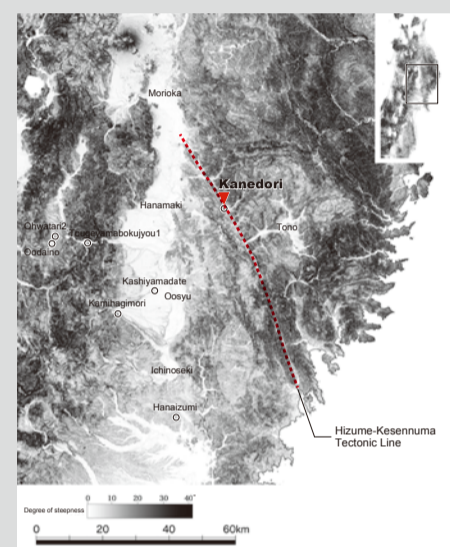 Morioka
Kanedori
Hanamaki
Tono
Ohwatari2
Tougeyamabokujyou1
Oodaino
Kashiyamadate
Oosyu
Kamihagimori
Ichinoseki
Hanaizumi
Hizume-Kesennuma
Tectonic Line
0 10 20 30 40°
Degree of steepness
0 20 40 60km